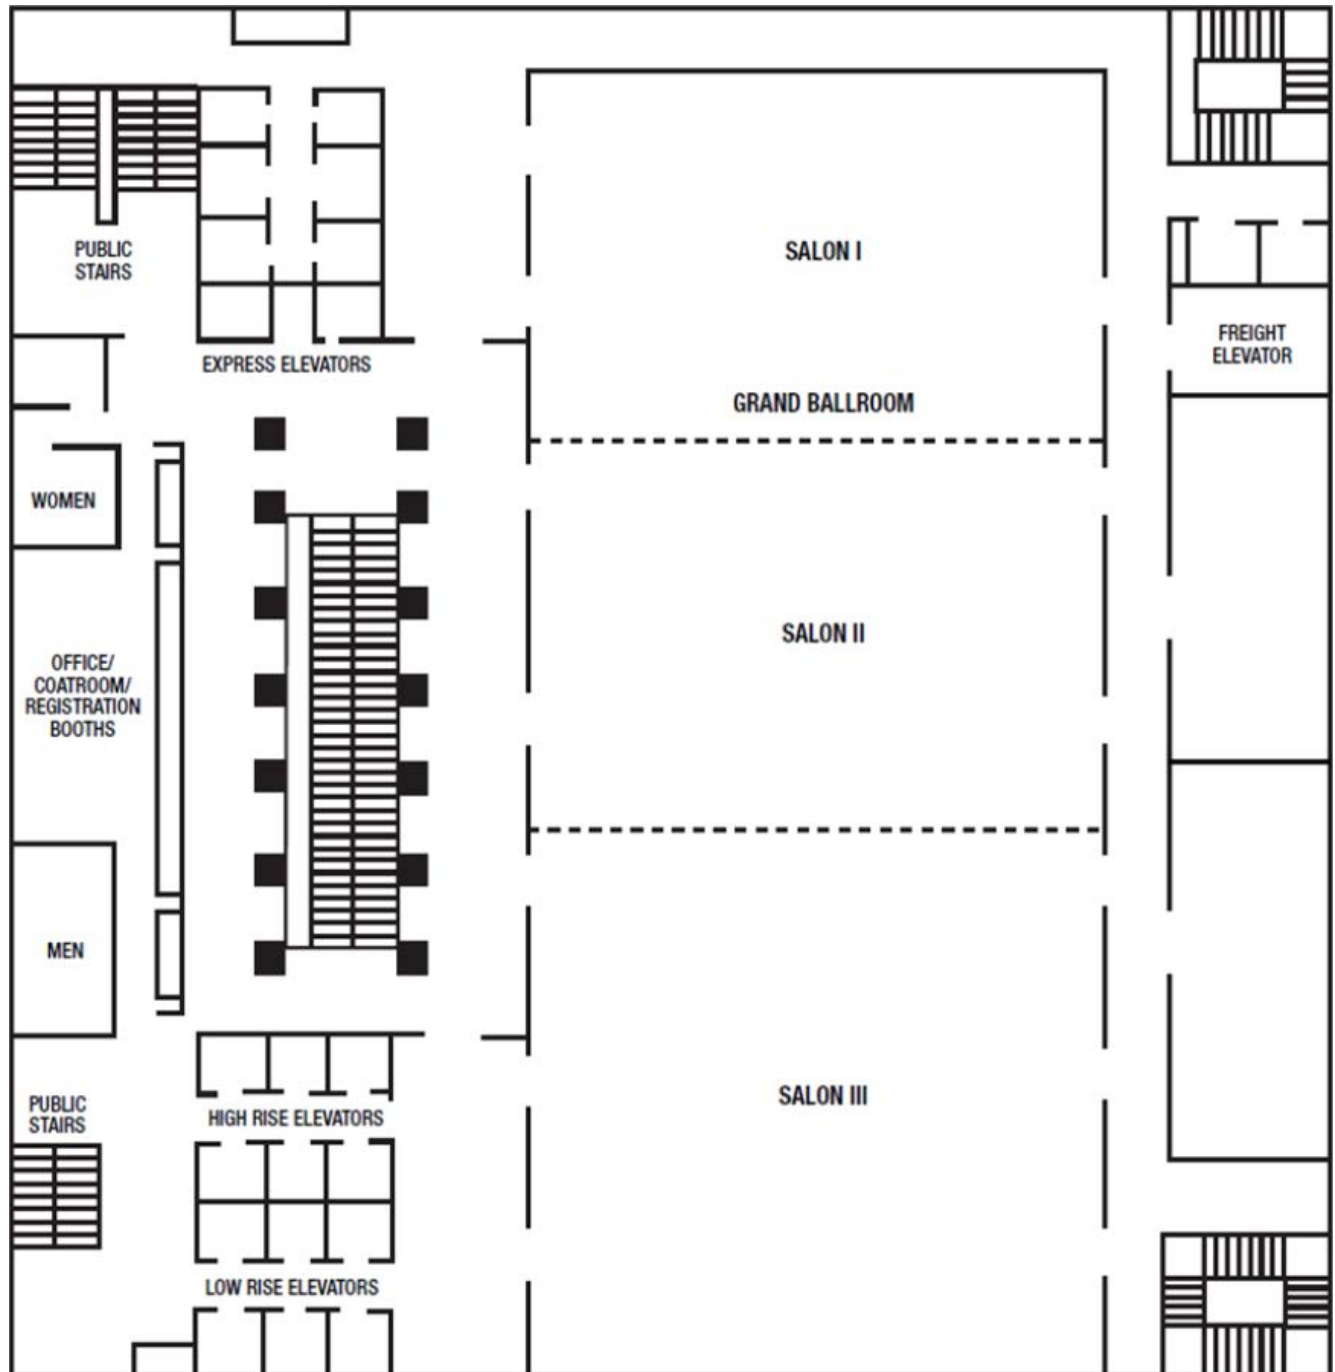 PUBLIC
STAIRS
SALON I
FREIGHT
ELEVATOR
EXPRESS ELEVATORS
GRAND BALLROOM
WOMEN
SALON II
OFFICE/
COATROOM/
REGISTRATION
BOOTHS
MEN
SALON III
PUBLIC
STAIRS
HIGH RISE ELEVATORS
LOW RISE ELEVATORS